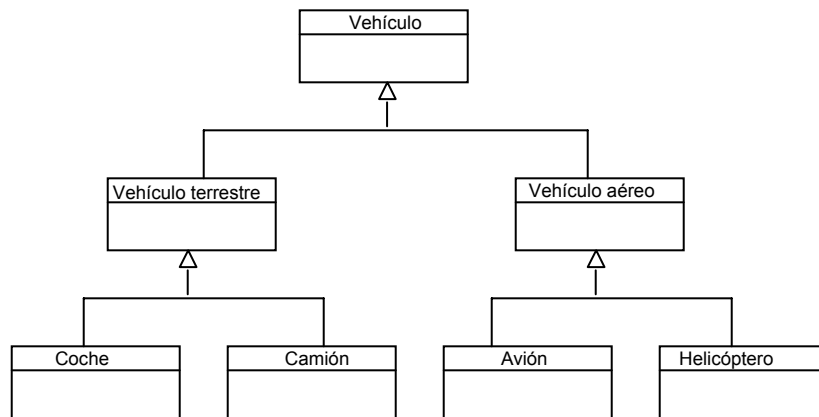 Vehículo
Vehículo terrestre
Vehículo aéreo
Coche
Camión
Avión
Helicóptero